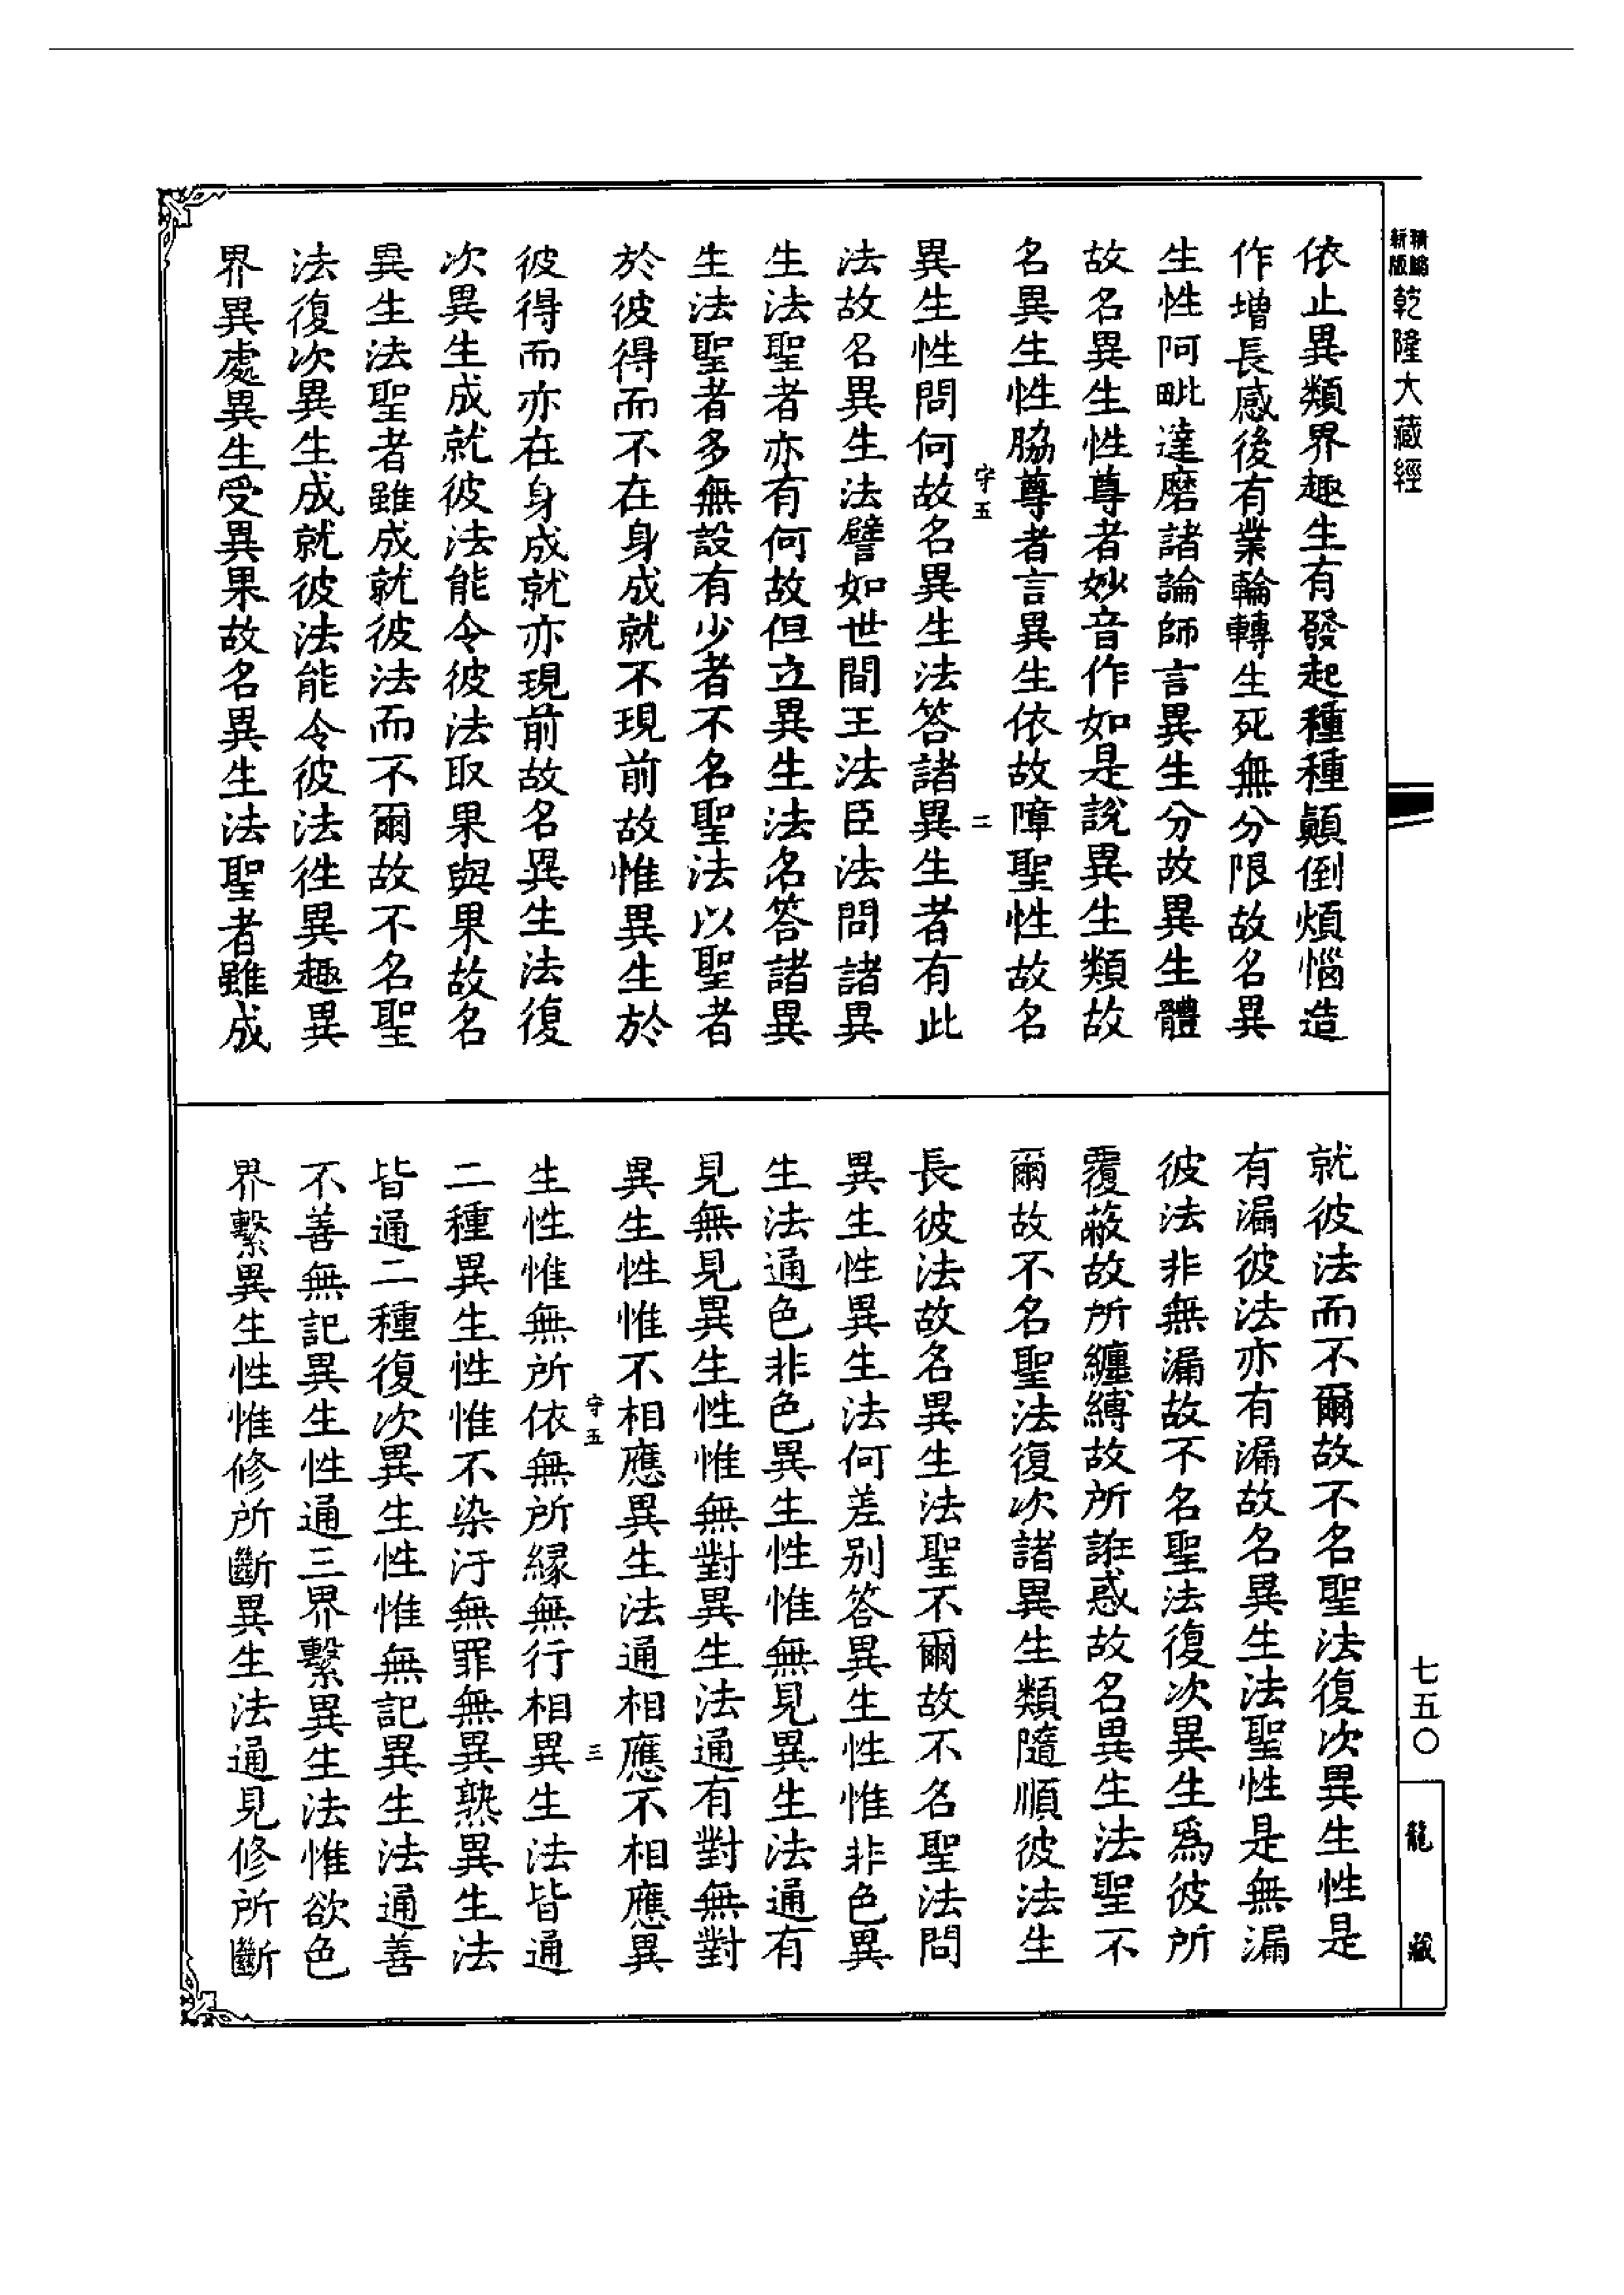 精縮新版乾隆大藏經
依止異類界趣生有發起種種顛倒煩惱造
作增長感後有業輪轉生死無分限故名異
生性阿毗達磨諸論師言異生分故異生體
故名異生性尊者妙音作如是說異生類故
名異生性脇尊者言異生依故障聖性故名
守五　二
異生性問何故名異生法答諸異生者有此
法故名異生法譬如世間王法臣法問諸異
生法聖者亦有何故但立異生法名答諸異
生法聖者多無設有少者不名聖法以聖者
於彼得而不在身成就不現前故惟異生於
彼得而亦在身成就亦現前故名異生法復
次異生成就彼法能令彼法取果與果故名
異生法聖者雖成就彼法而不爾故不名聖
法復次異生成就彼法能令彼法徃異趣異
界異處異生受異果故名異生法聖者雖成
就彼法而不爾故不名聖法復次異生性是
有漏彼法亦有漏故名異生法聖性是無漏
彼法非無漏故不名聖法復次異生爲彼所
覆蔽故所纏縛故所誑惑故名異生法聖不
爾故不名聖法復次諸異生類隨順彼法生
長彼法故名異生法聖不爾故不名聖法問
異生性異生法何差別答異生性惟非色異
生法通色非色異生性惟無見異生法通有
見無見異生性惟無對異生法通有對無對
異生性惟不相應異生法通相應不相應異
守五　三
生性惟無所依無所縁無行相異生法皆通
二種異生性惟不染汙無罪無異熟異生法
皆通二種復次異生性惟無記異生法通善
不善無記異生性通三界繫異生法惟欲色
界繫異生性惟修所斷異生法通見修所斷
七五〇
龍藏